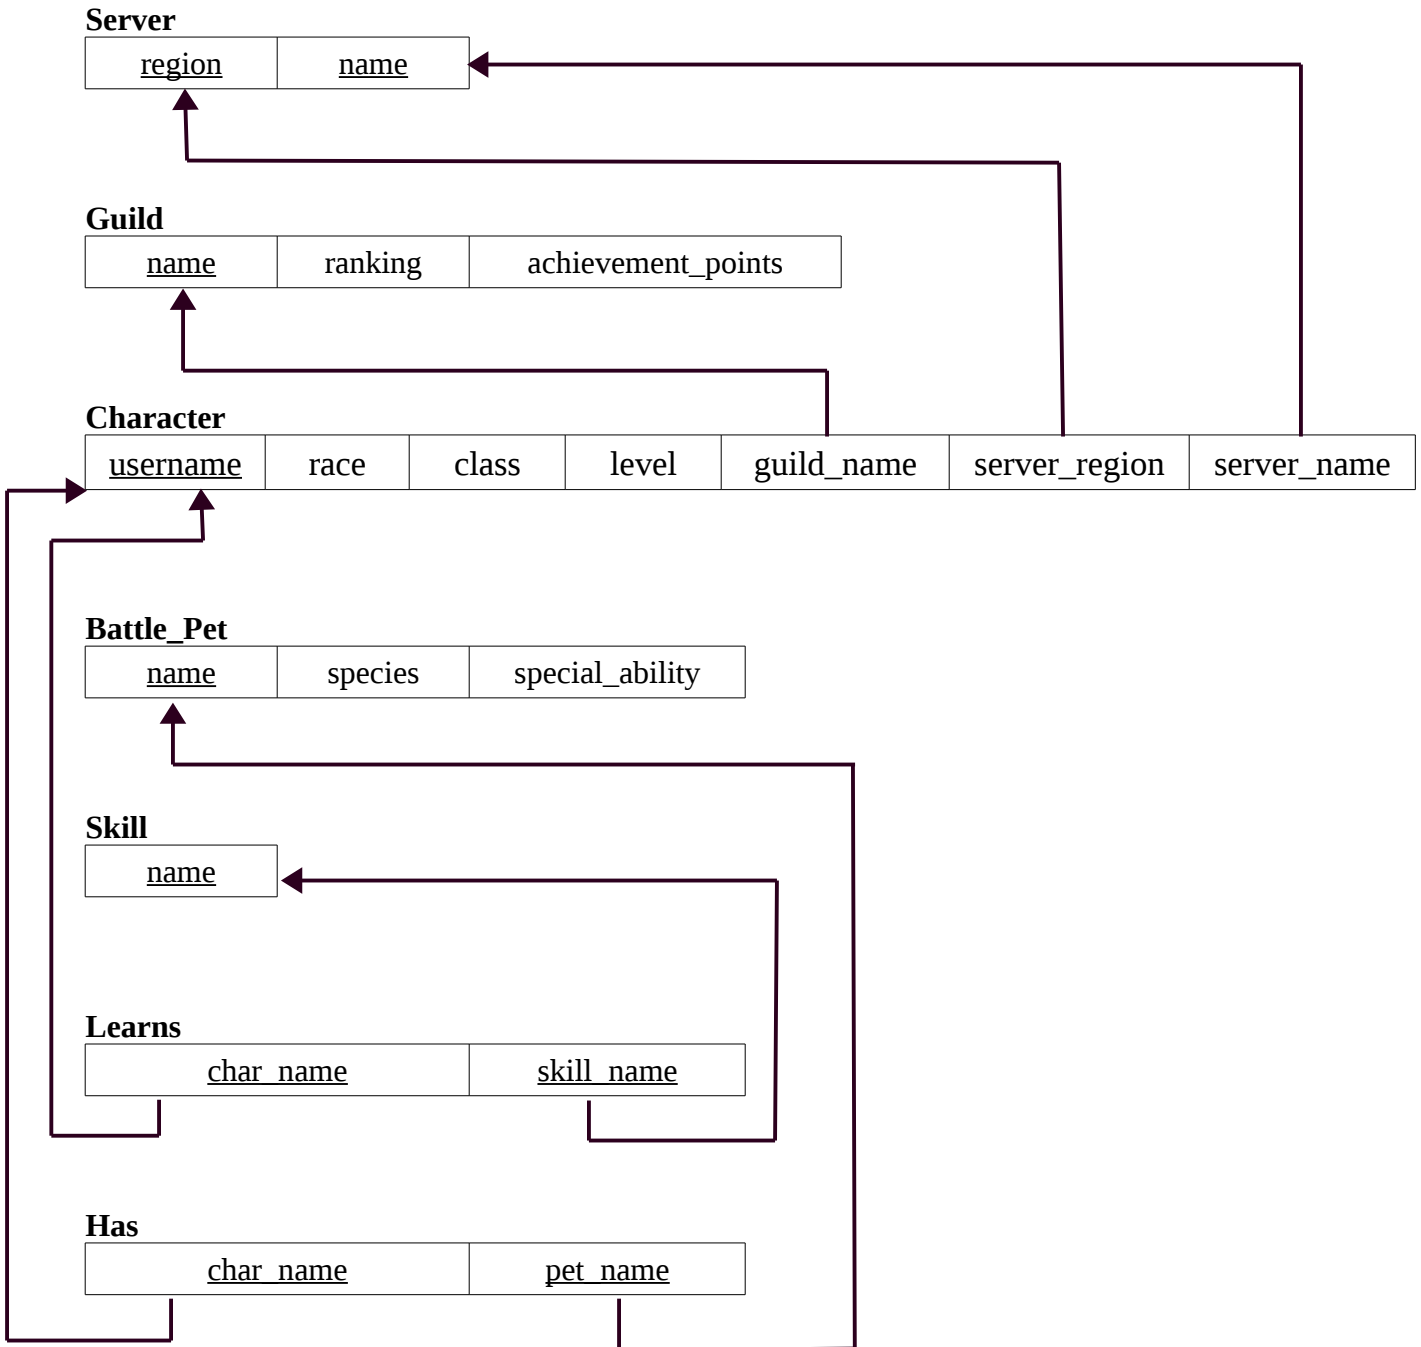 Server
region name
Guild
name ranking achievement_points
Character
username race class level guild_name server_region server_name
Battle_Pet
name species special_ability
Skill
name
Learns
char_name skill_name
Has
char_name pet_name